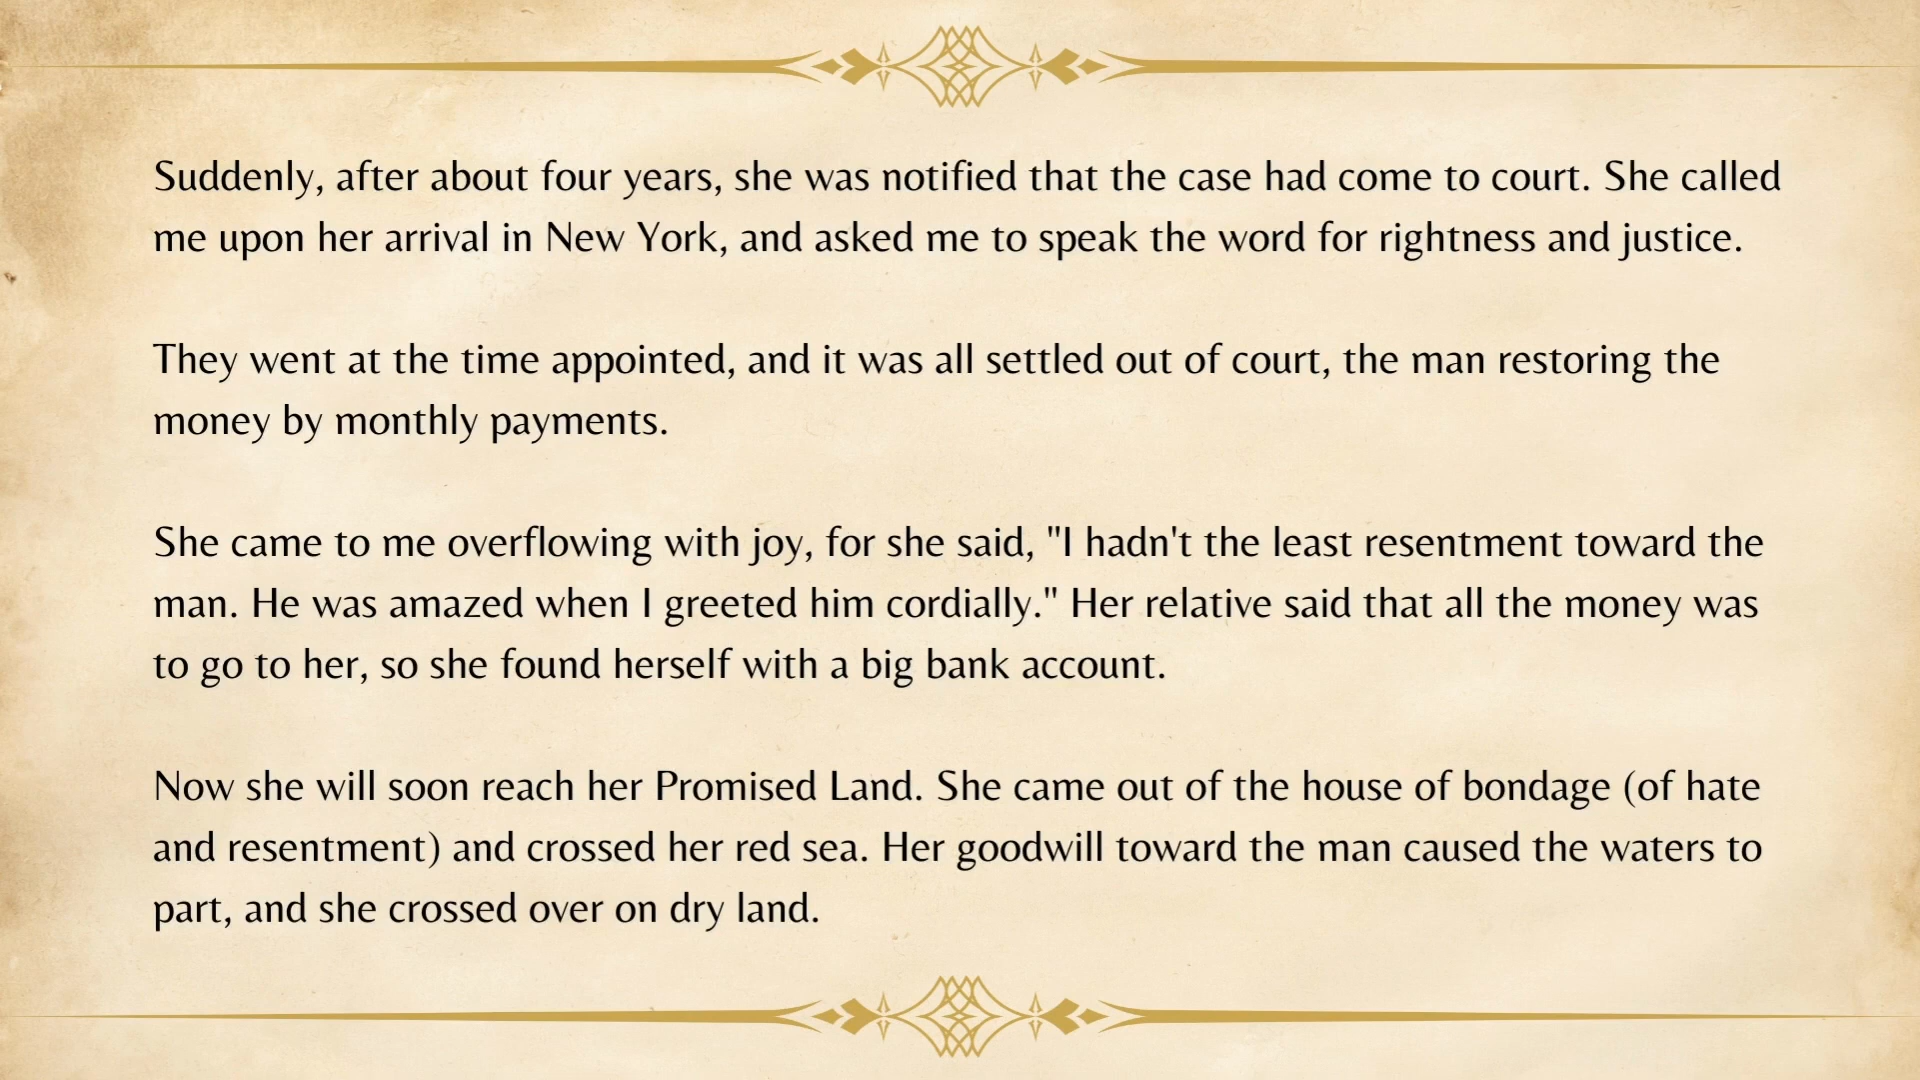 Suddenly, after about four years, she was notified that the case had come to court. She called
me upon her arrival in New York, and asked me to speak the word for rightness and justice.
They went at the time appointed, and it was all settled out of court, the man restoring the
money by monthly payments.
She came to me overflowing with joy, for she said, "I hadn't the least resentment toward the
man. He was amazed when I greeted him cordially." Her relative said that all the money was
to go to her, so she found herself with a big bank account.
Now she will soon reach her Promised Land. She came out of the house of bondage (of hate
and resentment) and crossed her red sea. Her goodwill toward the man caused the waters to
part, and she crossed over on dry land.